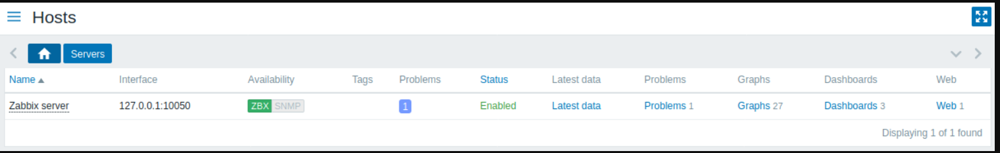 Hosts
Servers
Name Interface Availability Tags Problems Status Latest data Problems Graphs Dashboards Web
Zabbix server 127.0.0.1:10050 ZBX SNMP 1 Enabled Latest data Problems 1 Graphs 27 Dashboards 3 Web 1
Displaying 1 of 1 found